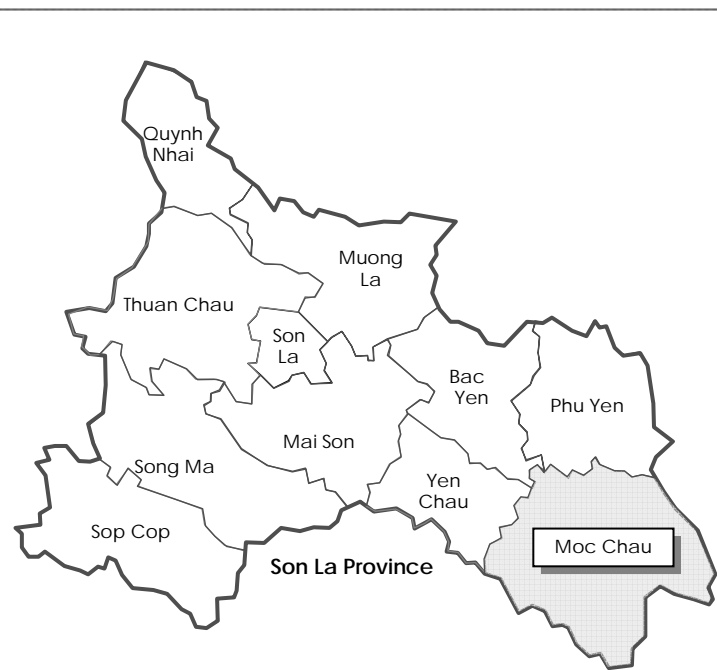 Quynh
Nhai
Muong
La
Thuan Chau
Son
La
Bac
Yen
Phu Yen
Mai Son
Song Ma
Yen
Chau
Sop Cop
Moc Chau
Son La Province